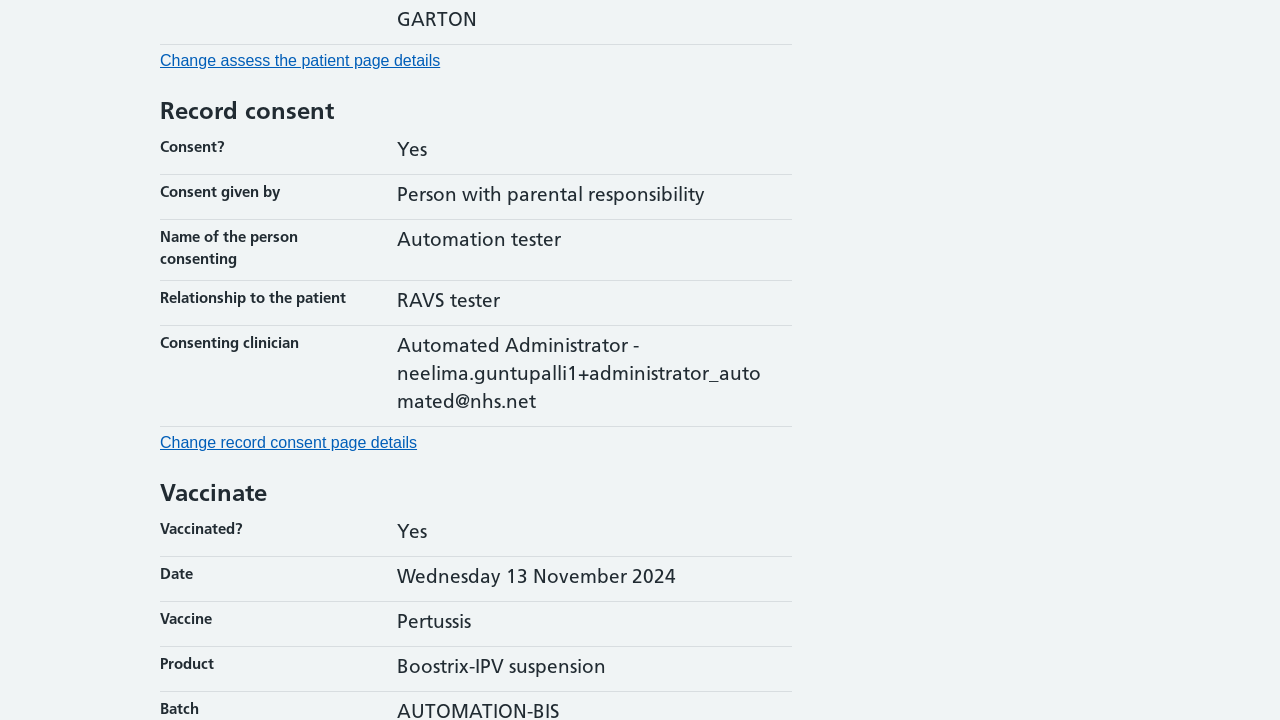 GARTON
Change assess the patient page details
Record consent
Consent? Yes
Consent given by Person with parental responsibility
Name of the person Automation tester
consenting
Relationship to the patient RAVS tester
Consenting clinician Automated Administrator -
neelima.guntupalli1+administrator_auto
mated@nhs.net
Change record consent page details
Vaccinate
Vaccinated? Yes
Date Wednesday 13 November 2024
Vaccine Pertussis
Product Boostrix-IPV suspension
Batch AUTOMATION-BIS